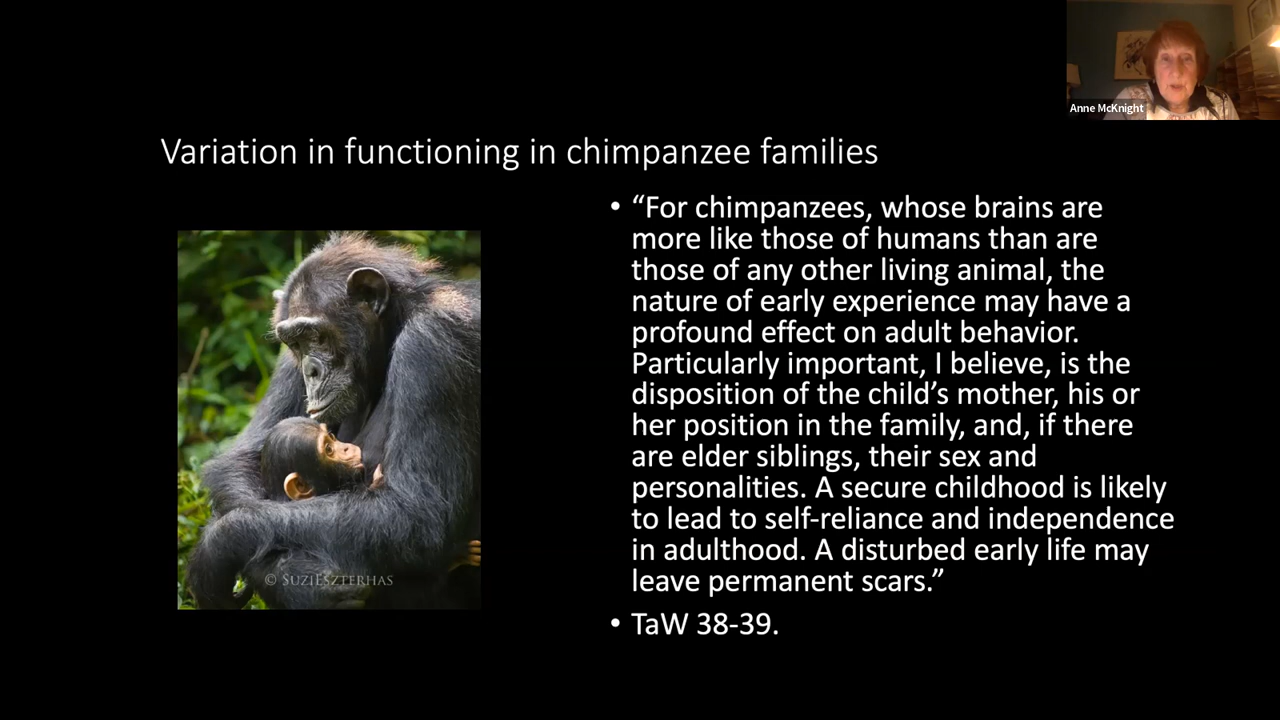 Anne McKnight
Variation in functioning in chimpanzee families
• “For chimpanzees, whose brains are
more like those of humans than are
those of any other living animal, the
nature of early experience may have a
profound effect on adult behavior.
Particularly important, I believe, is the
disposition of the child’s mother, his or
her position in the family, and, if there
are elder siblings, their sex and
personalities. A secure childhood is likely
to lead to self-reliance and independence
in adulthood. A disturbed early life may
leave permanent scars.”
• TaW 38-39.
© SUZIESZTERHAS